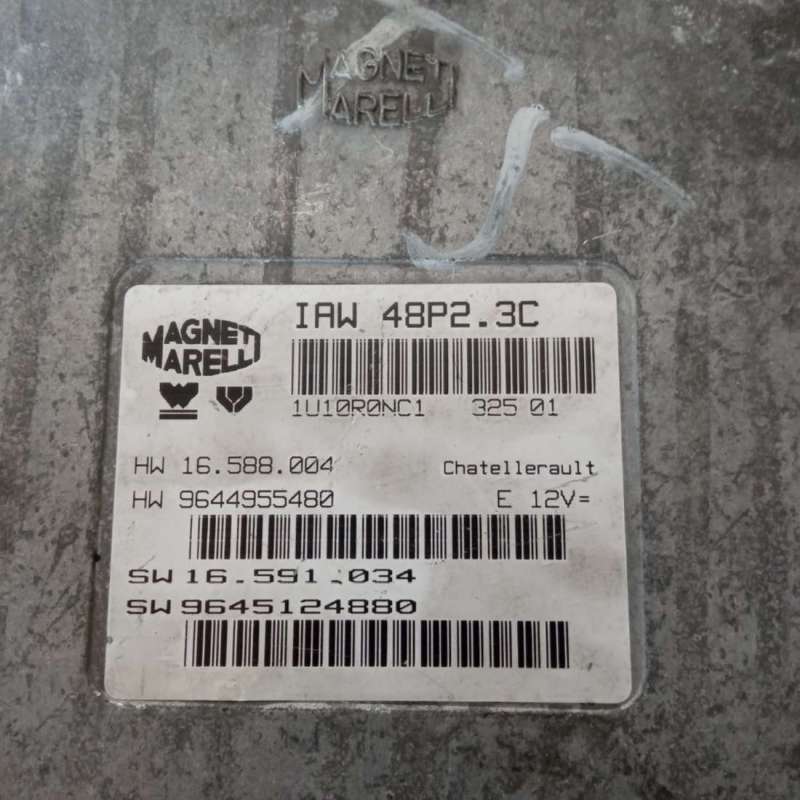 MAGNETI
MARELLI
IAW 48P2.3C
MAGNETI
MARELLI
1U10R0NC1 325 01
HW 16.588.004 Chatellerault
HW 9644955480 E 12V=
SW 16.591.034
SW 9645124880